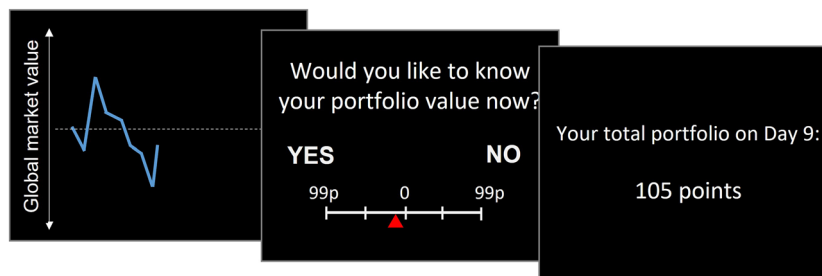 Global market value
Would you like to know
your portfolio value now?
YES NO
99p 0 99p
Your total portfolio on Day 9:
105 points